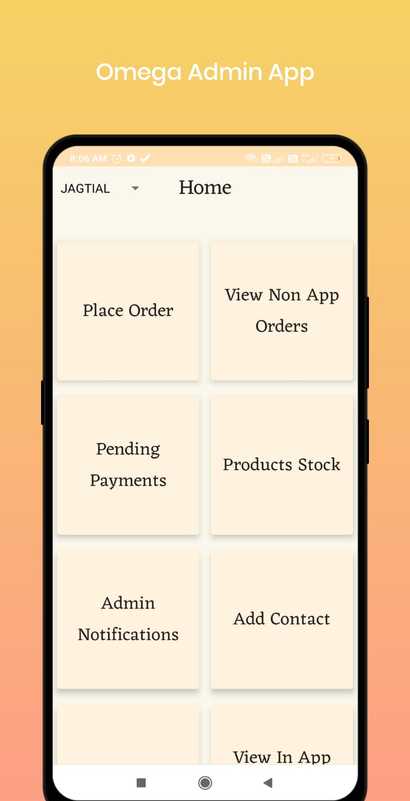 Omega Admin App
8:06 AM
JAGTIAL
Home
Place Order
View Non App
Orders
Pending
Payments
Products Stock
Admin
Notifications
Add Contact
View In App